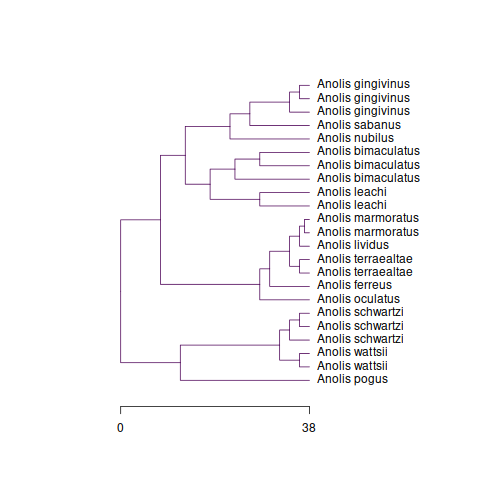 Anolis gingivinus
Anolis gingivinus
Anolis gingivinus
Anolis sabanus
Anolis nubilus
Anolis bimaculatus
Anolis bimaculatus
Anolis bimaculatus
Anolis leachi
Anolis leachi
Anolis marmoratus
Anolis marmoratus
Anolis lividus
Anolis terraealtae
Anolis terraealtae
Anolis ferreus
Anolis oculatus
Anolis schwartzi
Anolis schwartzi
Anolis schwartzi
Anolis wattsii
Anolis wattsii
Anolis pogus
0 38